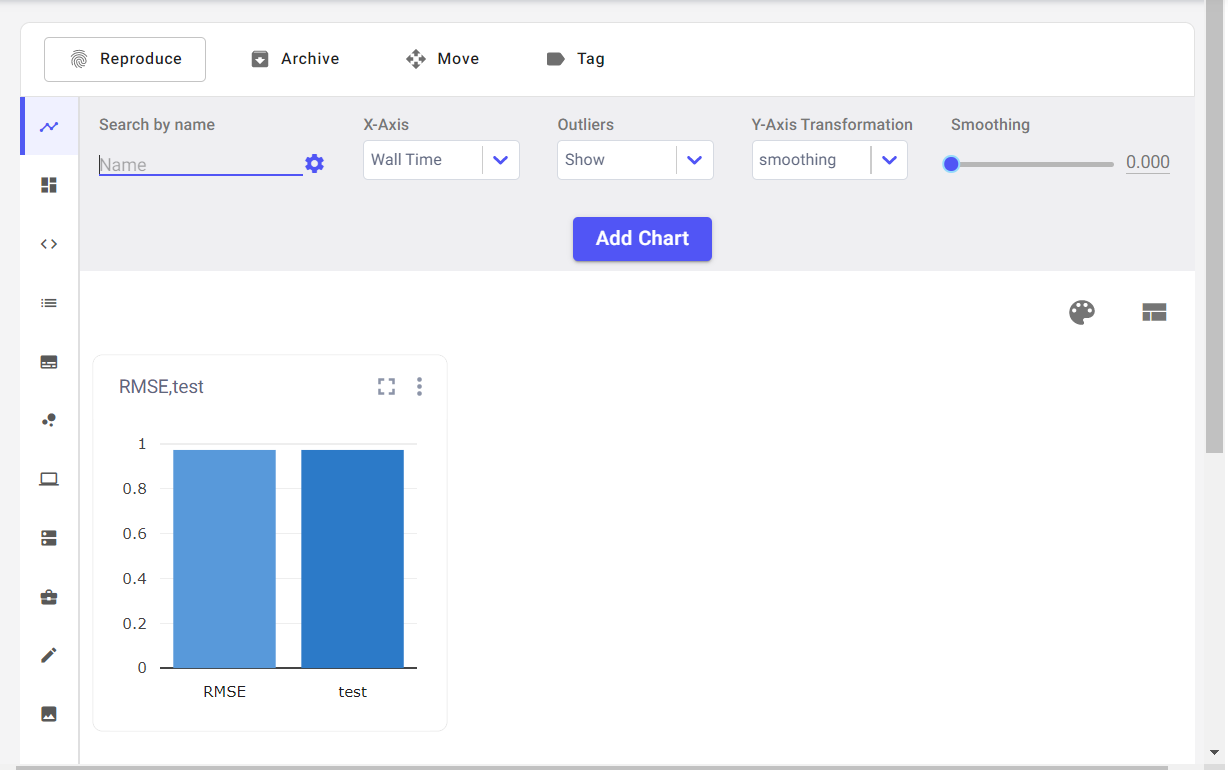 Reproduce Archive Move Tag
Search by name X-Axis Outliers Y-Axis Transformation Smoothing
Name Wall Time Show smoothing 0.000
Add Chart
RMSE,test
1
0.8
0.6
0.4
0.2
0
RMSE test